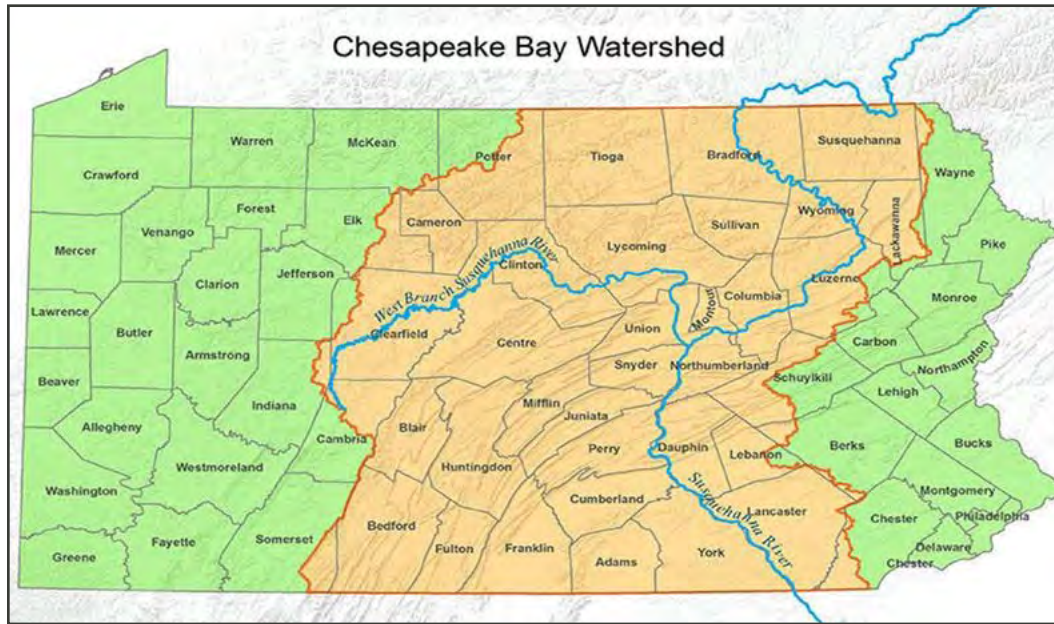 Chesapeake Bay Watershed
Erie
Warren
McKean
Potter
Tioga
Bradford
Susquehanna
Wayne
Crawford
Forest
Elk
Cameron
Sullivan
Wyoming
Lackawanna
Pike
Mercer
Venango
Clarion
Jefferson
Clinton
Lycoming
Luzerne
Monroe
West Branch Susquehanna River
Lawrence
Butler
Armstrong
Clearfield
Centre
Union
Montour
Columbia
Carbon
Northampton
Beaver
Indiana
Snyder
Northumberland
Schuylkill
Lehigh
Allegheny
Cambria
Blair
Mifflin
Juniata
Perry
Dauphin
Lebanon
Berks
Bucks
Westmoreland
Huntingdon
Washington
Cumberland
Lancaster
Montgomery
Philadelphia
Susquehanna River
Greene
Fayette
Somerset
Bedford
Fulton
Franklin
Adams
York
Chester
Delaware
Chester